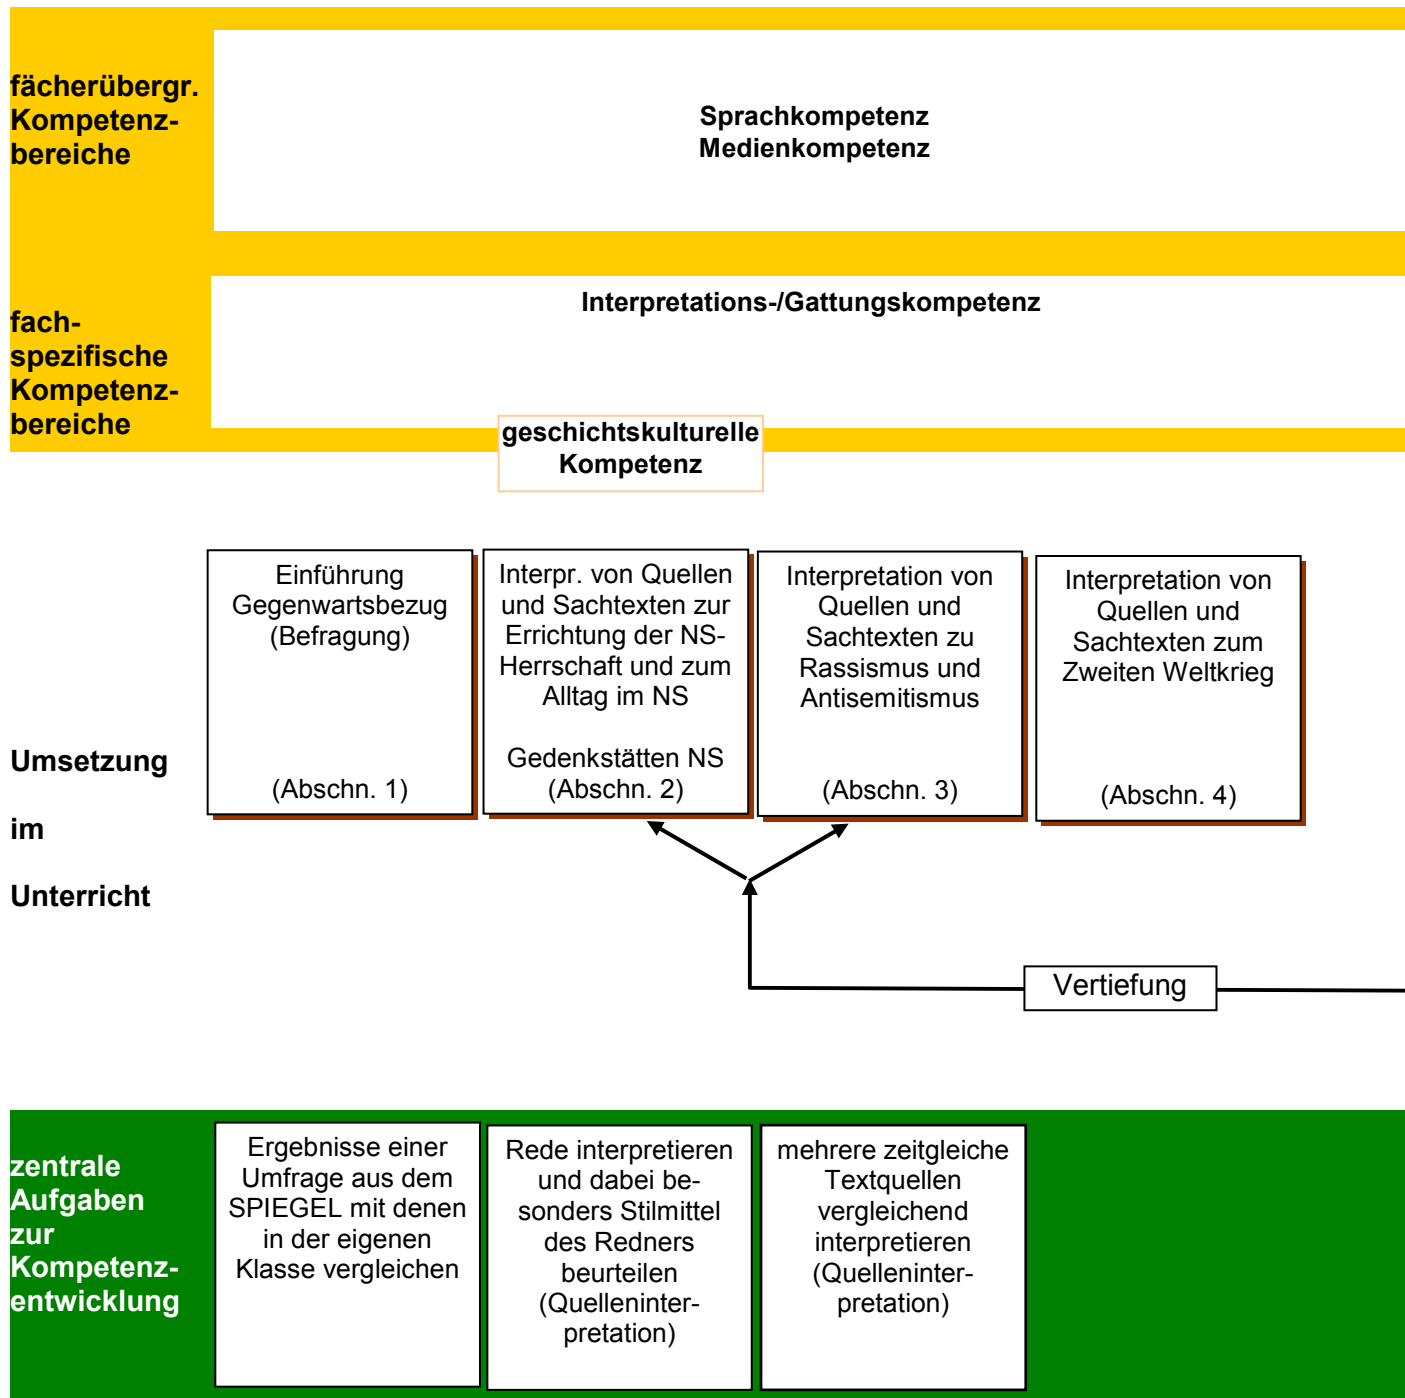 fächerübergr.
Kompetenz-
bereiche
Sprachkompetenz
Medienkompetenz
fach-
spezifische
Kompetenz-
bereiche
Interpretations-/Gattungskompetenz
geschichtskulturelle
Kompetenz
Umsetzung
im
Unterricht
Einführung
Gegenwartsbezug
(Befragung)
(Abschn. 1)
Interpr. von Quellen
und Sachtexten zur
Errichtung der NS-
Herrschaft und zum
Alltag im NS
Gedenkstätten NS
(Abschn. 2)
Interpretation von
Quellen und
Sachtexten zu
Rassismus und
Antisemitismus
(Abschn. 3)
Interpretation von
Quellen und
Sachtexten zum
Zweiten Weltkrieg
(Abschn. 4)
Vertiefung
zentrale
Aufgaben
zur
Kompetenz-
entwicklung
Ergebnisse einer
Umfrage aus dem
SPIEGEL mit denen
in der eigenen
Klasse vergleichen
Rede interpretieren
und dabei be-
sonders Stilmittel
des Redners
beurteilen
(Quelleninter-
pretation)
mehrere zeitgleiche
Textquellen
vergleichend
interpretieren
(Quelleninter-
pretation)